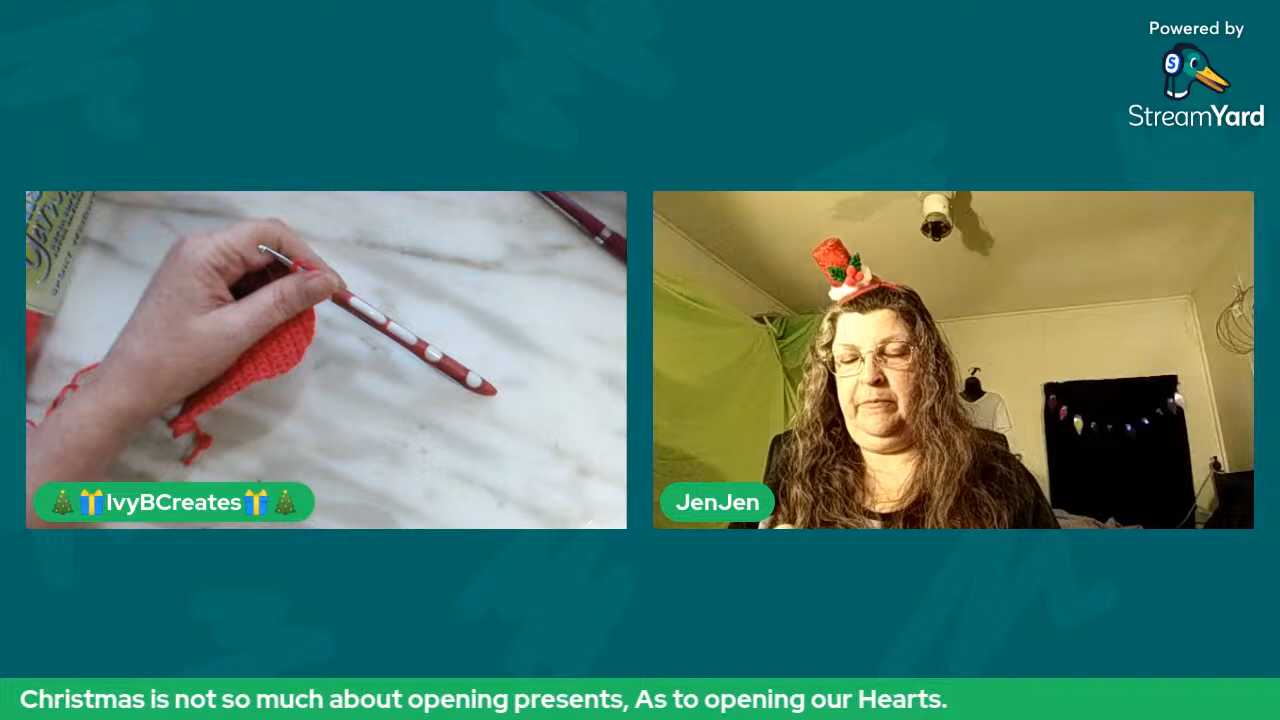 Powered by
S
StreamYard
🎄🎁IvyBCreates🎁🎄
JenJen
Christmas is not so much about opening presents, As to opening our Hearts.